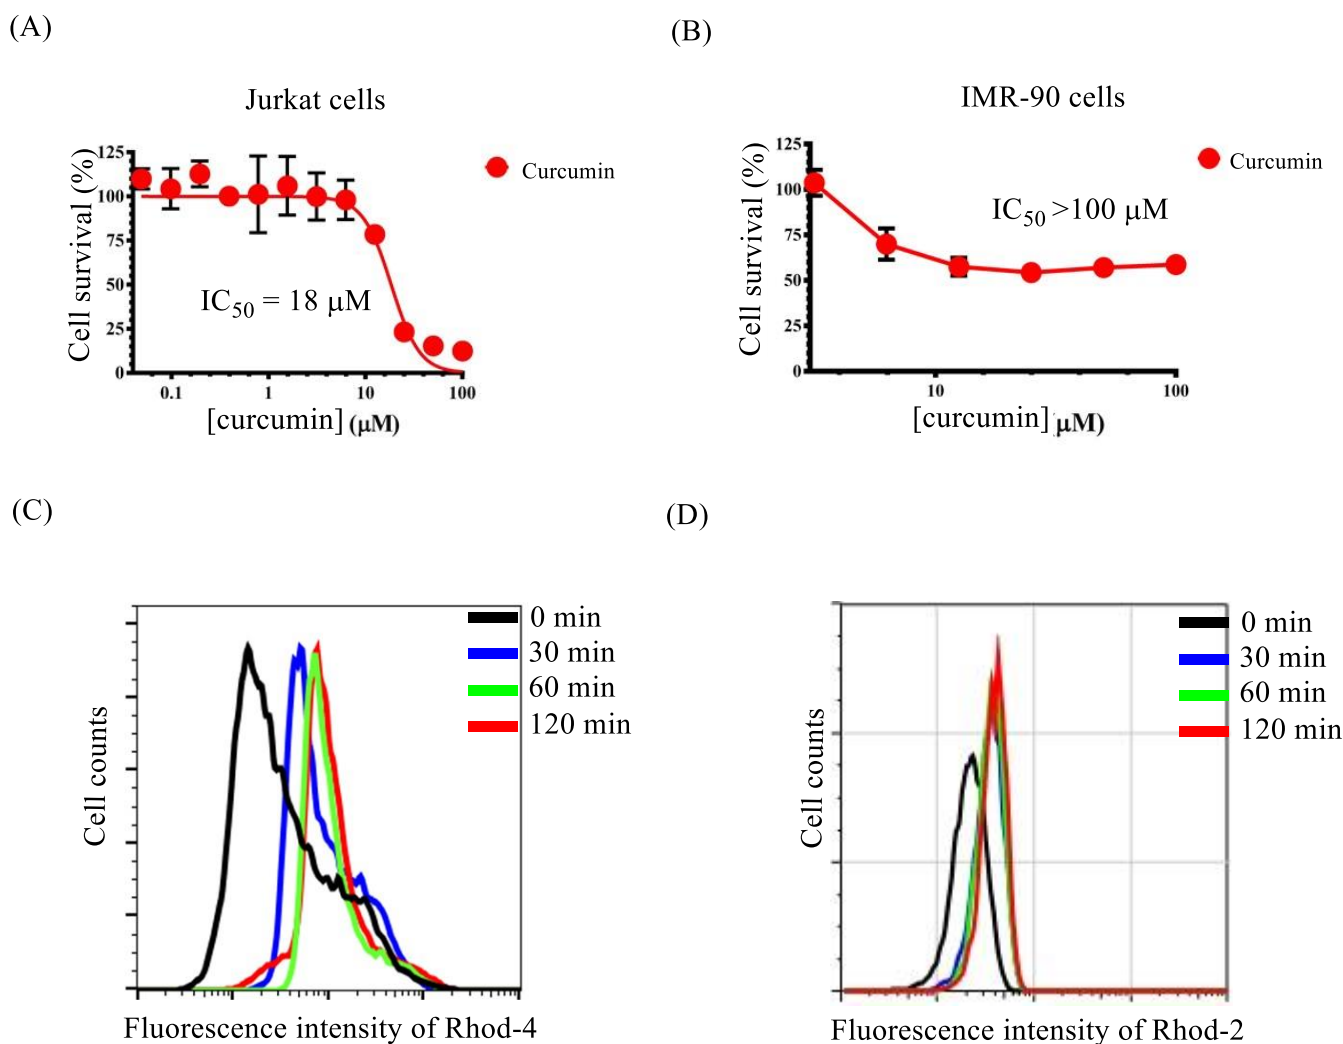 (A)
(B)
Jurkat cells
IMR-90 cells
Cell survival (%)
125
100
75
50
25
0
Curcumin
IC50 = 18 μM
0.1
1
10
100
[curcumin] (μM)
Cell survival (%)
125
100
75
50
25
0
Curcumin
IC50 >100 μM
10
100
[curcumin] μM)
(C)
(D)
0 min
30 min
60 min
120 min
Cell counts
Fluorescence intensity of Rhod-4
0 min
30 min
60 min
120 min
Cell counts
Fluorescence intensity of Rhod-2